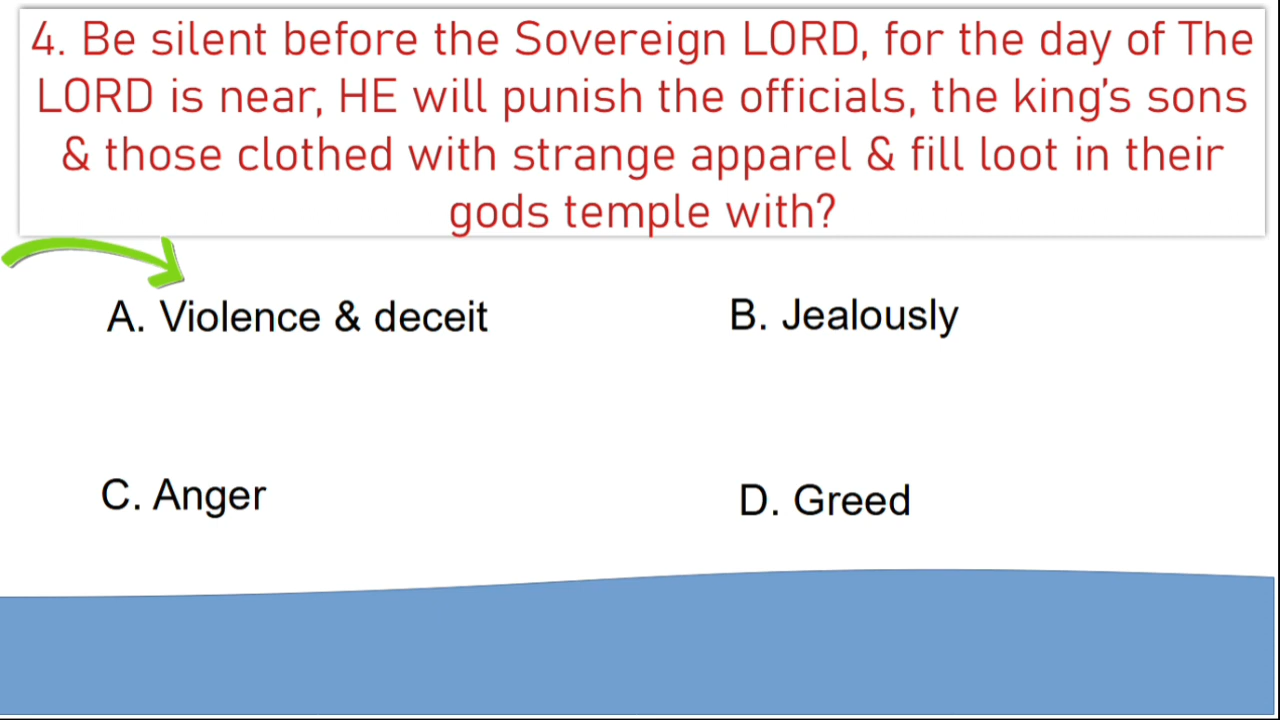 4. Be silent before the Sovereign LORD, for the day of The
LORD is near, HE will punish the officials, the king's sons
& those clothed with strange apparel & fill loot in their
gods temple with?
A. Violence & deceit
B. Jealously
C. Anger
D. Greed